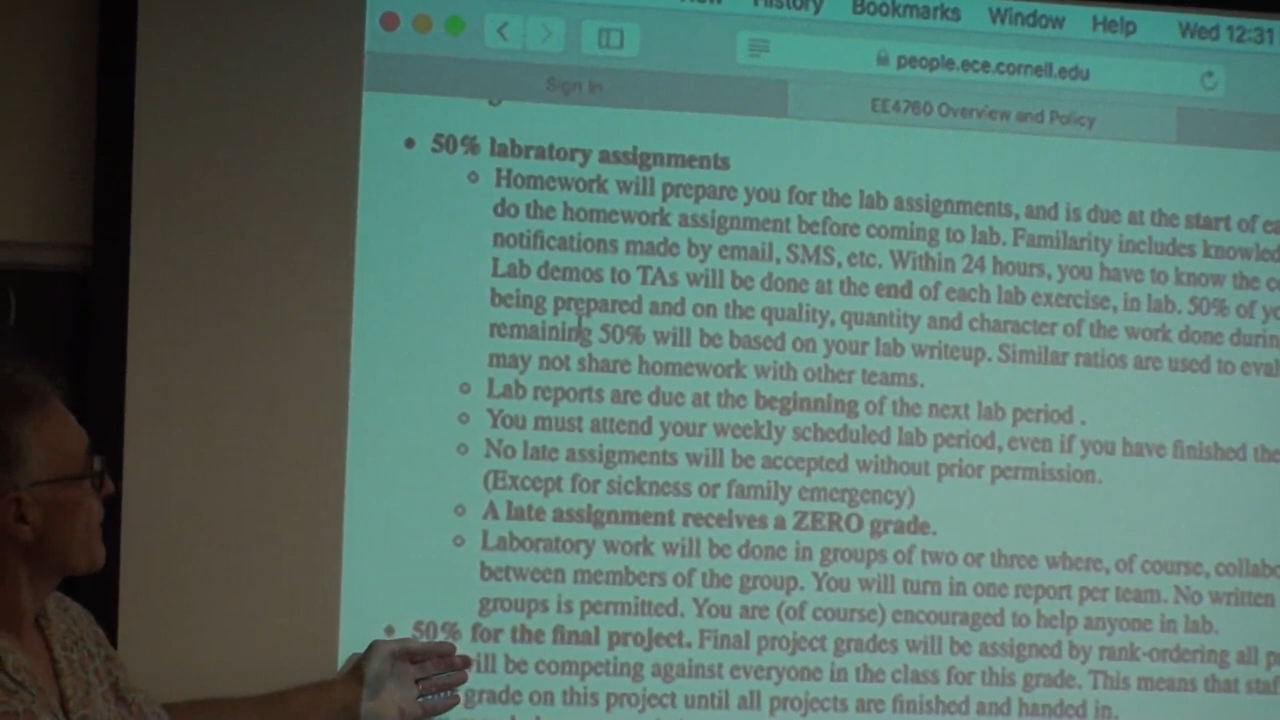 History Bookmarks Window Help Wed 12:31
people.ece.cornell.edu
Sign In
EE4760 Overview and Policy
• 50% labratory assignments
Homework will prepare you for the lab assignments, and is due at the start of
do the homework assignment before coming to lab. Familarity includes
notifications made by email, SMS, etc. Within 24 hours, you have to know the
Lab demos to TAs will be done at the end of each lab exercise, in lab. 50% of
being prepared and on the quality, quantity and character of the work done
remaining 50% will be based on your lab writeup. Similar ratios are used to
may not share homework with other teams.
Lab reports are due at the beginning of the next lab period .
You must attend your weekly scheduled lab period, even if you have finished the
No late assigments will be accepted without prior permission.
(Except for sickness or family emergency)
A late assignment receives a ZERO grade.
Laboratory work will be done in groups of two or three where, of course,
between members of the group. You will turn in one report per team. No written
groups is permitted. You are (of course) encouraged to help anyone in lab.
• 50% for the final project. Final project grades will be assigned by rank-ordering all
will be competing against everyone in the class for this grade. This means that
grade on this project until all projects are finished and handed in.